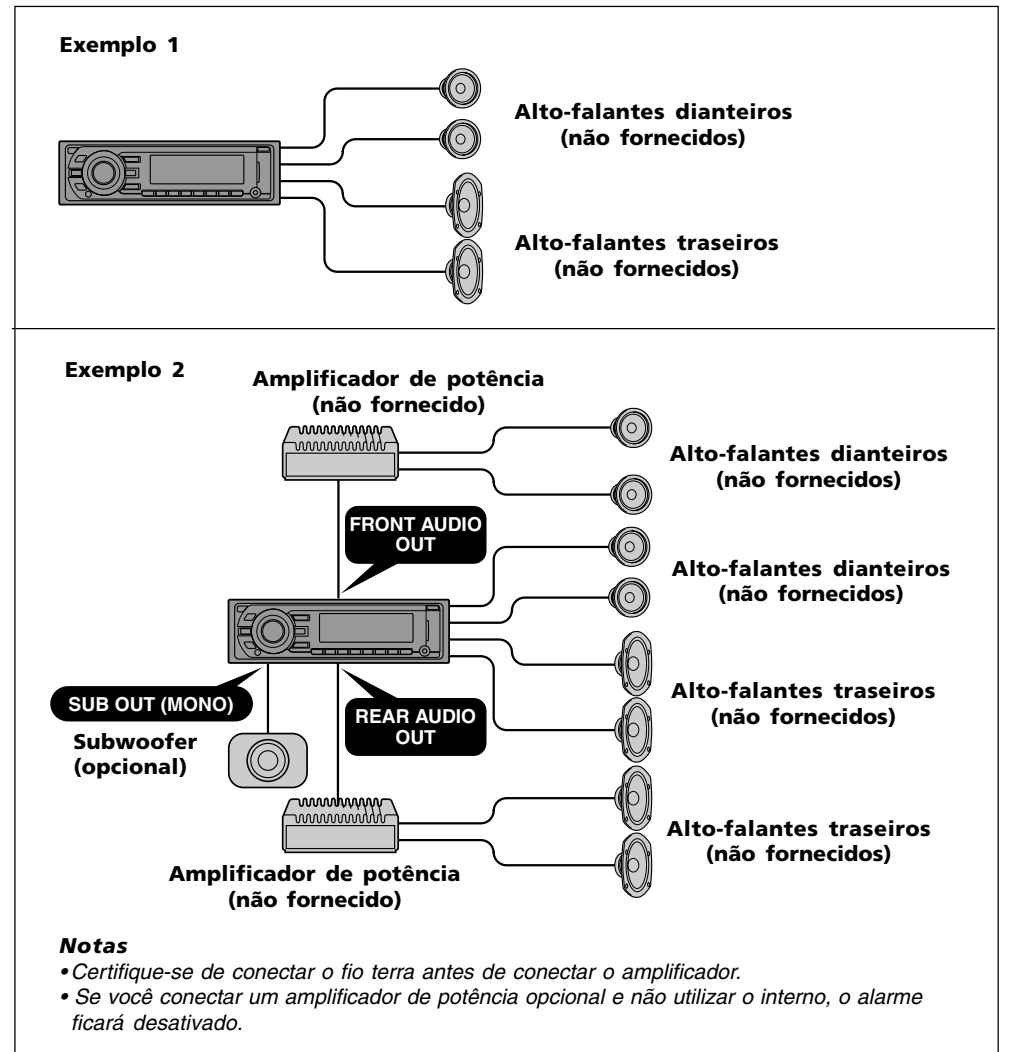 Exemplo 1
Alto-falantes dianteiros
(não fornecidos)
Alto-falantes traseiros
(não fornecidos)
Exemplo 2
Amplificador de potência
(não fornecido)
Alto-falantes dianteiros
(não fornecidos)
FRONT AUDIO
OUT
Alto-falantes dianteiros
(não fornecidos)
SUB OUT (MONO)
REAR AUDIO
OUT
Alto-falantes traseiros
(não fornecidos)
Subwoofer
(opcional)
Alto-falantes traseiros
(não fornecidos)
Amplificador de potência
(não fornecido)
Notas
• Certifique-se de conectar o fio terra antes de conectar o amplificador.
• Se você conectar um amplificador de potência opcional e não utilizar o interno, o alarme
ficará desativado.